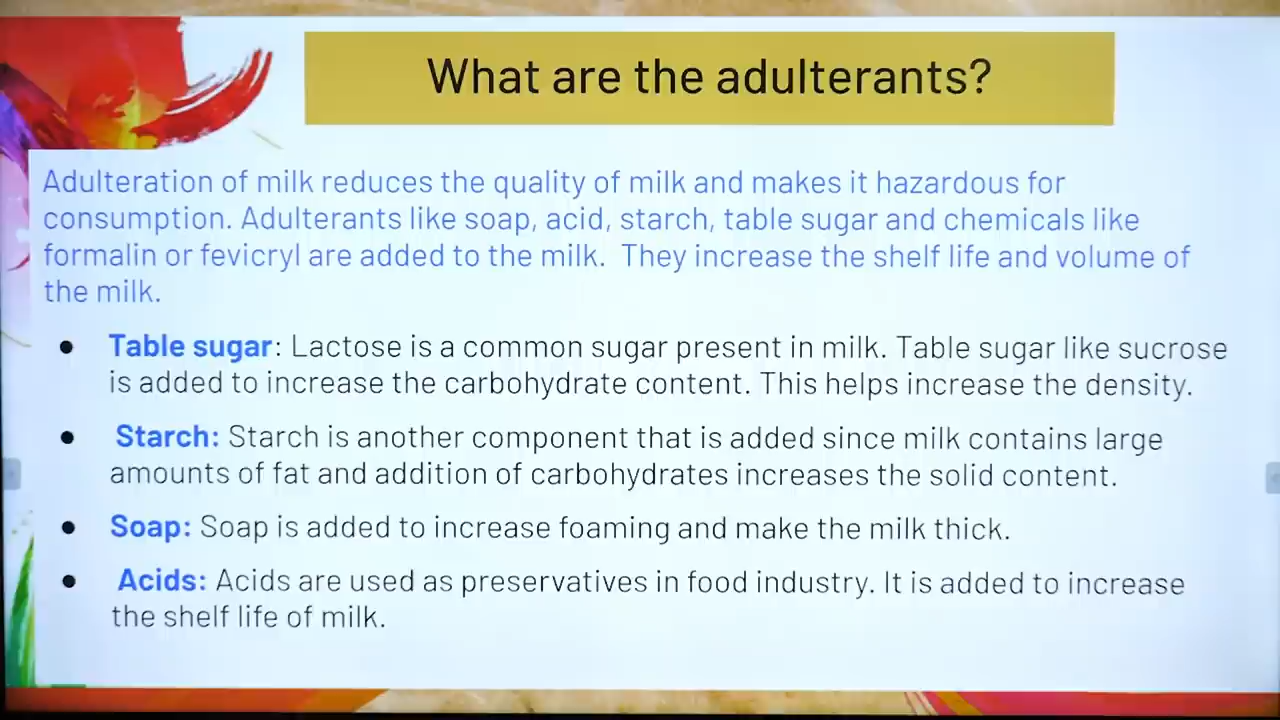 What are the adulterants?
Adulteration of milk reduces the quality of milk and makes it hazardous for
consumption. Adulterants like soap, acid, starch, table sugar and chemicals like
formalin or fevicryl are added to the milk. They increase the shelf life and volume of
the milk.
● Table sugar: Lactose is a common sugar present in milk. Table sugar like sucrose
is added to increase the carbohydrate content. This helps increase the density.
● Starch: Starch is another component that is added since milk contains large
amounts of fat and addition of carbohydrates increases the solid content.
● Soap: Soap is added to increase foaming and make the milk thick.
● Acids: Acids are used as preservatives in food industry. It is added to increase
the shelf life of milk.